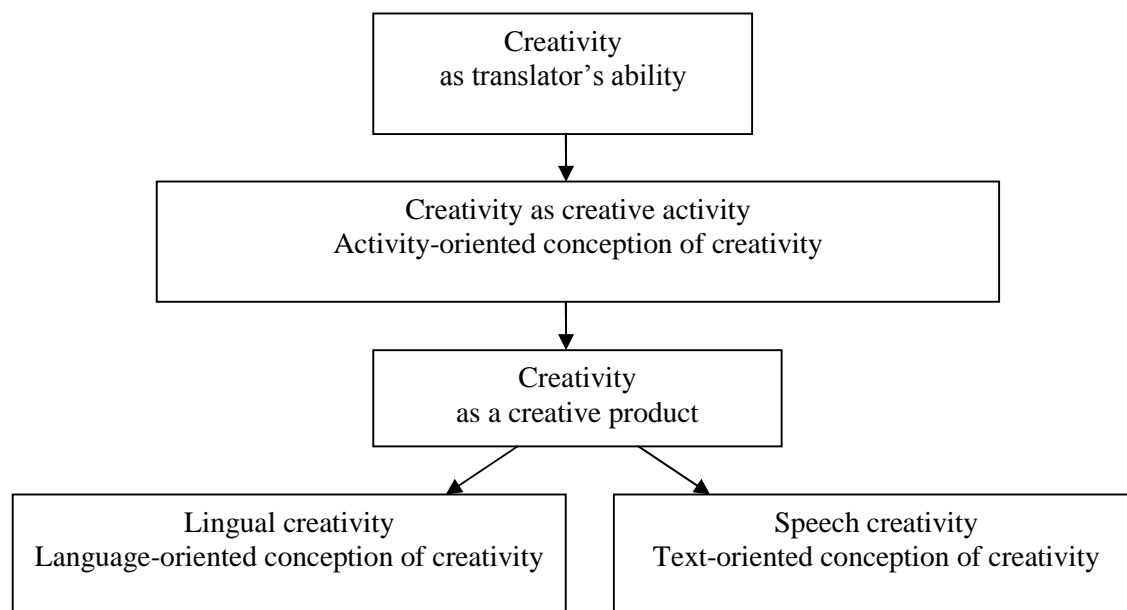 Creativity
as translator’s ability
Creativity as creative activity
Activity-oriented conception of creativity
Creativity
as a creative product
Lingual creativity
Language-oriented conception of creativity
Speech creativity
Text-oriented conception of creativity